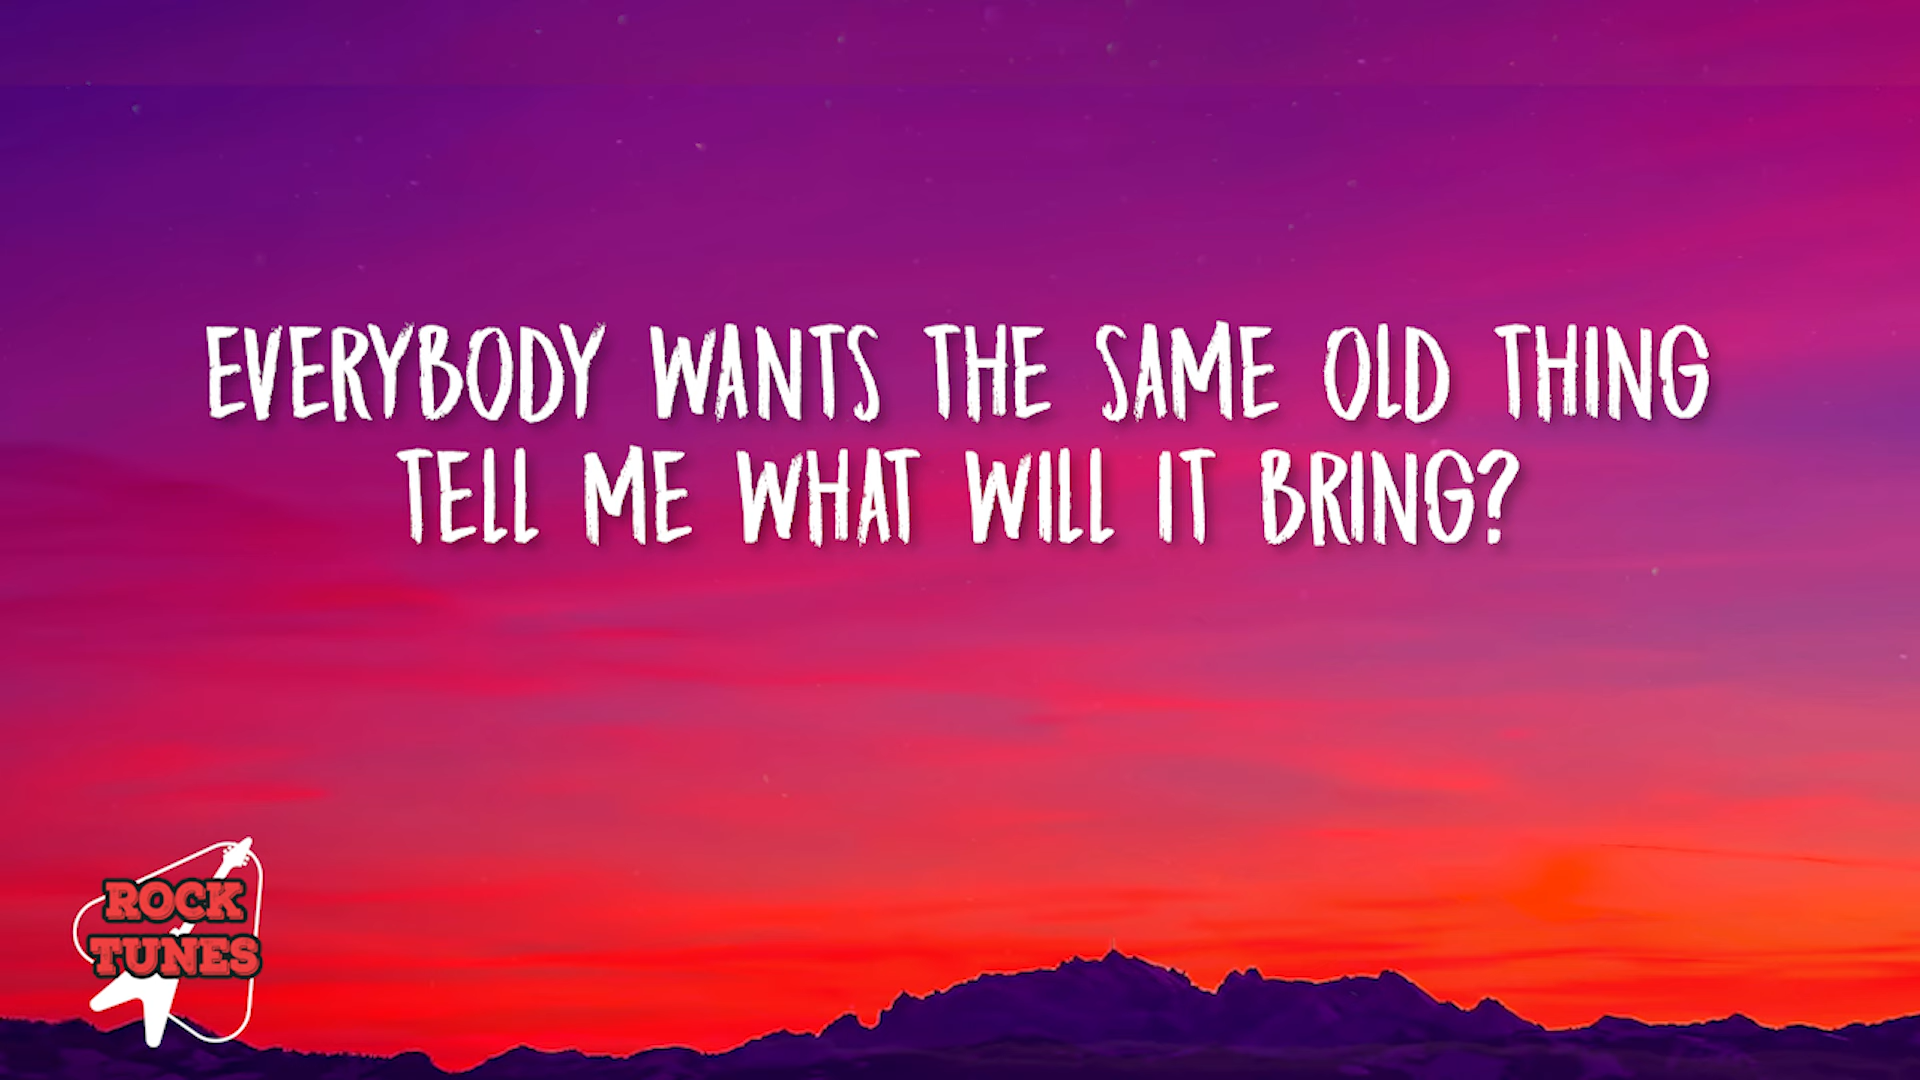 EVERYBODY WANTS THE SAME OLD THING
TELL ME WHAT WILL IT BRING?
ROCK
TUNES